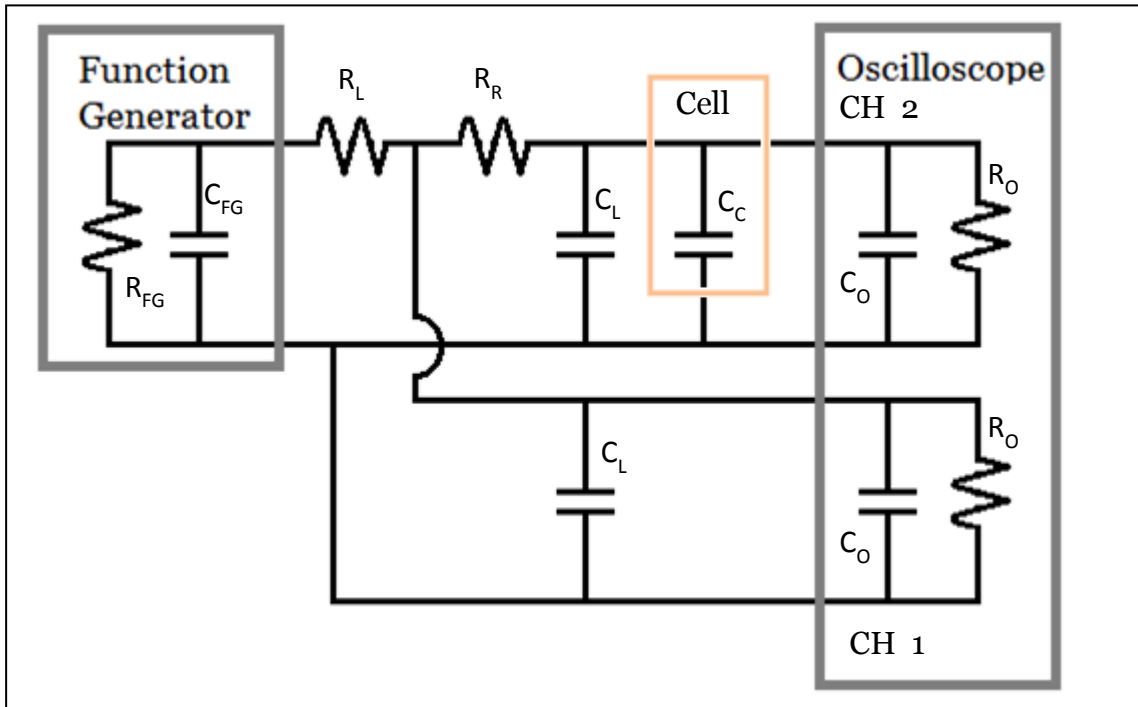 Function
Generator
R_L
R_R
Cell
Oscilloscope
CH 2
C_FG
C_L
C_C
R_O
R_FG
C_O
C_L
R_O
C_O
CH 1